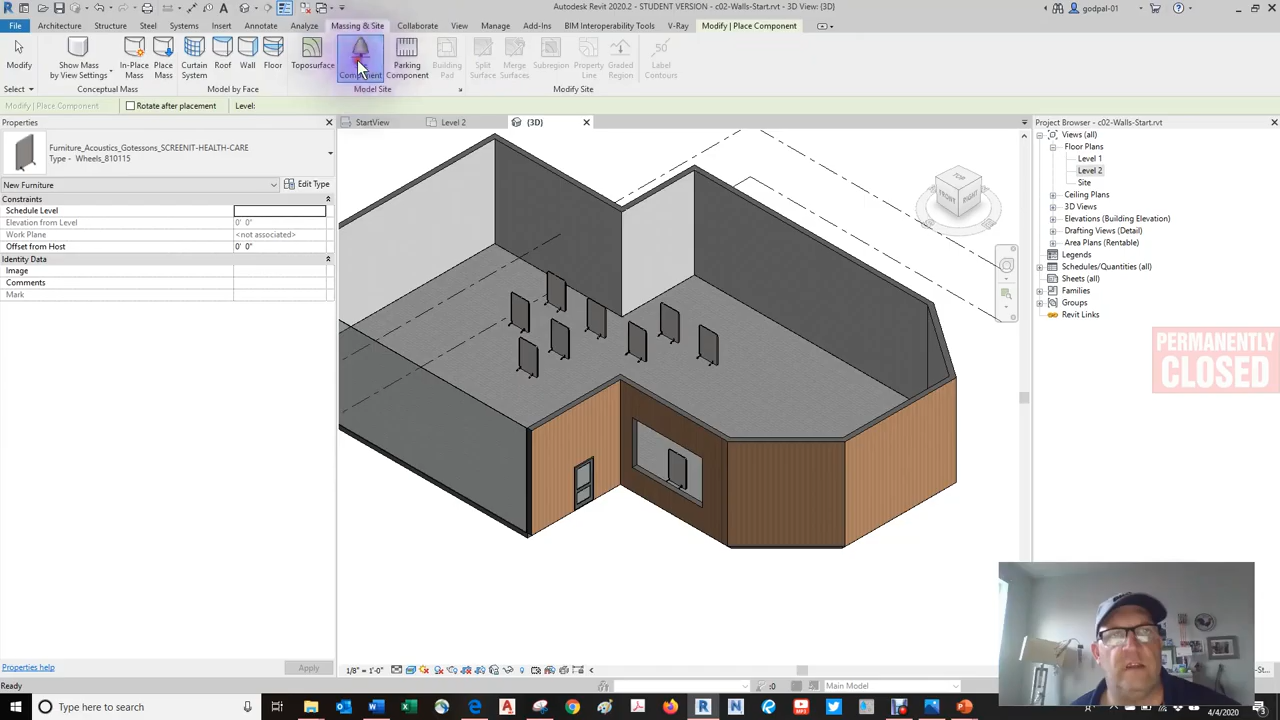 Autodesk Revit 2020.2 - STUDENT VERSION - c02-Walls-Start.rvt - 3D View: {3D}
godpal-01
File
Architecture
Structure
Steel
Systems
Insert
Annotate
Analyze
Massing & Site
Collaborate
View
Manage
Add-Ins
BIM Interoperability Tools
V-Ray
Modify | Place Component
Modify
Show Mass
by View Settings
In-Place
Mass
Place
Mass
Curtain
System
Roof
Wall
Floor
Toposurface
Component
Parking
Component
Building
Pad
Split
Surface
Merge
Surfaces
Subregion
Property
Line
Graded
Region
50
Label
Contours
Select
Conceptual Mass
Model by Face
Model Site
Modify Site
Modify | Place Component
Rotate after placement
Level:
Properties
StartView
Level 2
{3D}
Project Browser - c02-Walls-Start.rvt
Furniture_Acoustics_Gotessons_SCREENIT-HEALTH-CARE
Type - Wheels_810115
New Furniture
Edit Type
Constraints
Schedule Level
Elevation from Level
0' 0"
Work Plane
<not associated>
Offset from Host
0' 0"
Identity Data
Image
Comments
Mark
TOP
FRONT
RIGHT
Views (all)
Floor Plans
Level 1
Level 2
Site
Ceiling Plans
3D Views
Elevations (Building Elevation)
Drafting Views (Detail)
Area Plans (Rentable)
Legends
Schedules/Quantities (all)
Sheets (all)
Families
Groups
Revit Links
PERMANENTLY
CLOSED
Properties help
Apply
1/8" = 1'-0"
Ready
:0
Main Model
Type here to search
4/4/2020